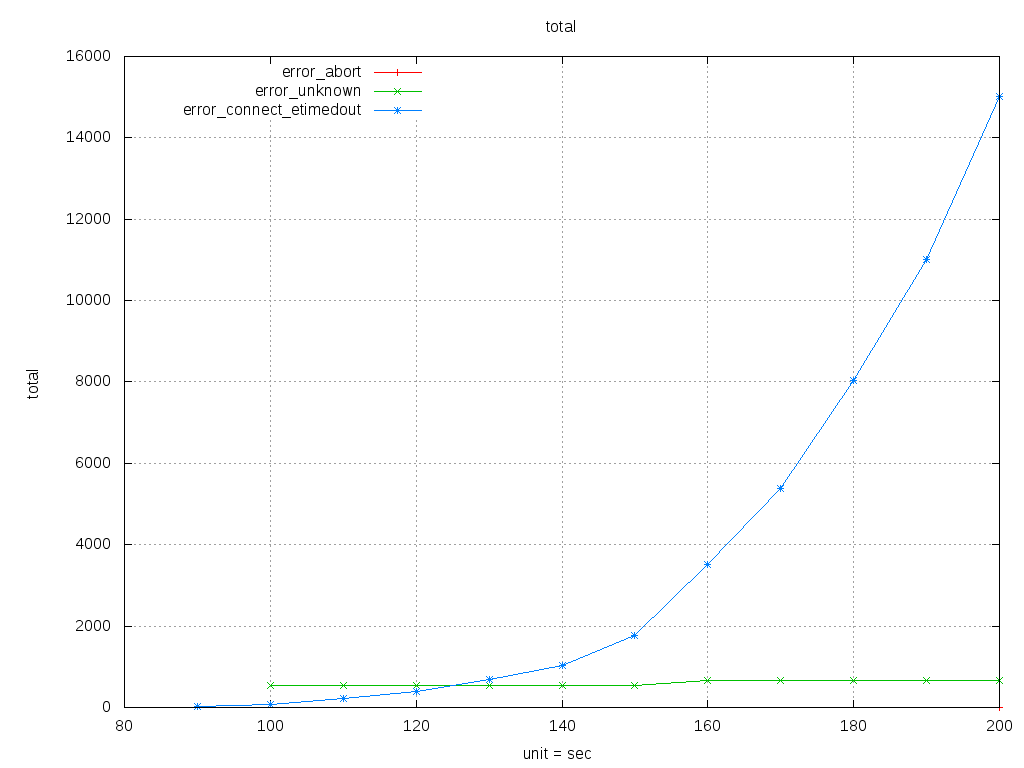 total
16000
14000
12000
10000
8000
6000
4000
2000
0
error_abort
error_unknown
error_connect_etimedout
total
80 100 120 140 160 180 200
unit = sec